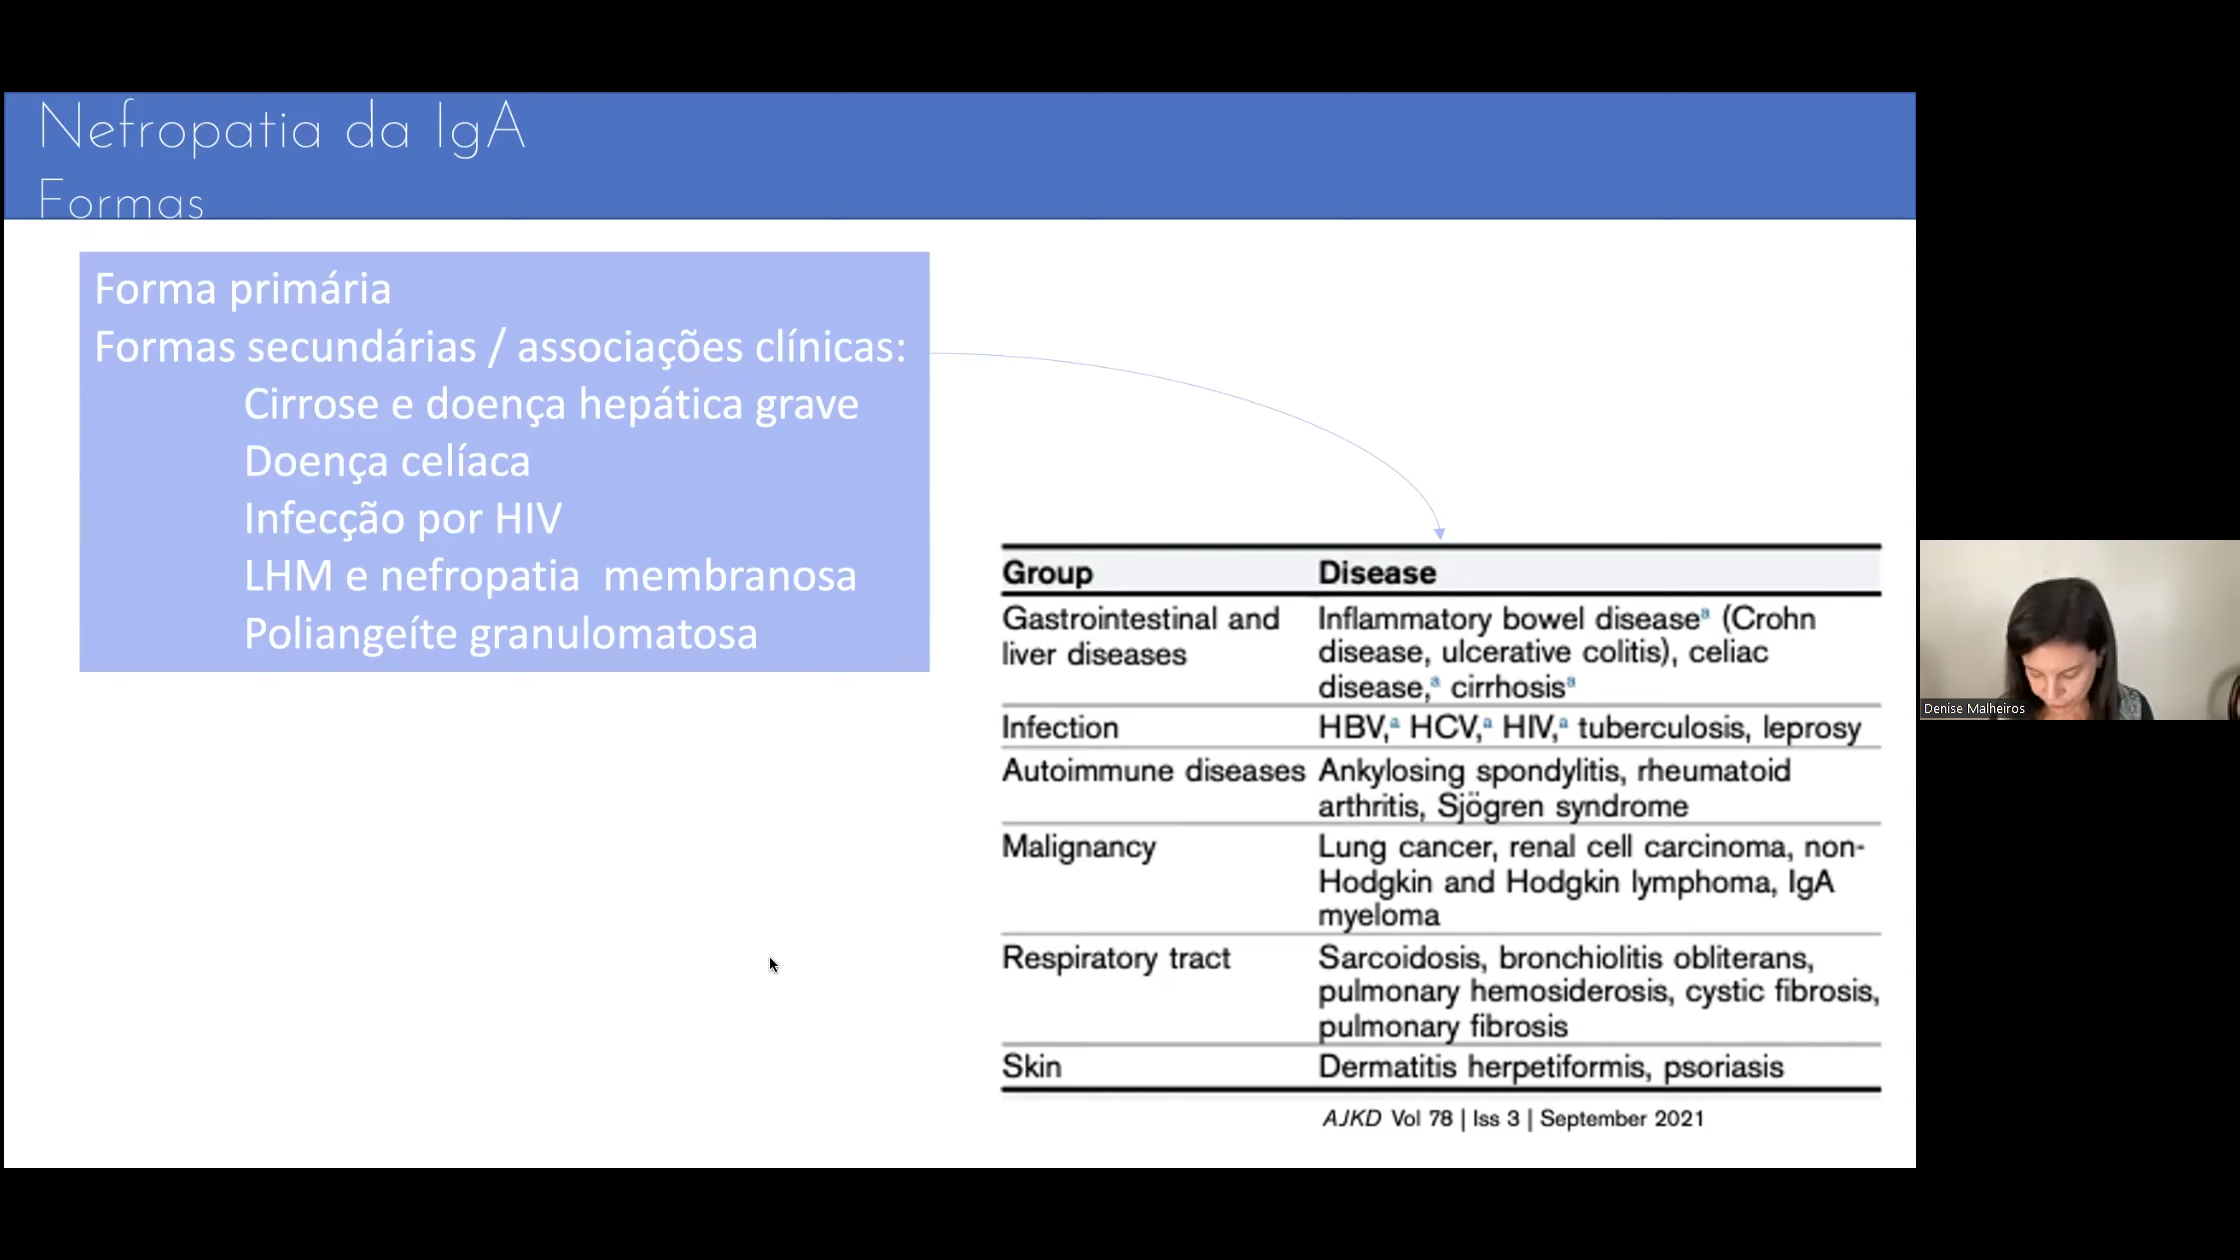 Nefropatia da IgA
Formas
Forma primária
Formas secundárias / associações clínicas:
Cirrose e doença hepática grave
Doença celíaca
Infecção por HIV
LHM e nefropatia  membranosa
Poliangeíte granulomatosa
Group Disease
Gastrointestinal and liver diseases Inflammatory bowel diseaseᵃ (Crohn
disease, ulcerative colitis), celiac
disease,ᵃ cirrhosisᵃ
Infection HBV,ᵃ HCV,ᵃ HIV,ᵃ tuberculosis, leprosy
Autoimmune diseases Ankylosing spondylitis, rheumatoid
arthritis, Sjögren syndrome
Malignancy Lung cancer, renal cell carcinoma, non-
Hodgkin and Hodgkin lymphoma, IgA
myeloma
Respiratory tract Sarcoidosis, bronchiolitis obliterans,
pulmonary hemosiderosis, cystic fibrosis,
pulmonary fibrosis
Skin Dermatitis herpetiformis, psoriasis
AJKD Vol 78 | Iss 3 | September 2021
Denise Malheiros